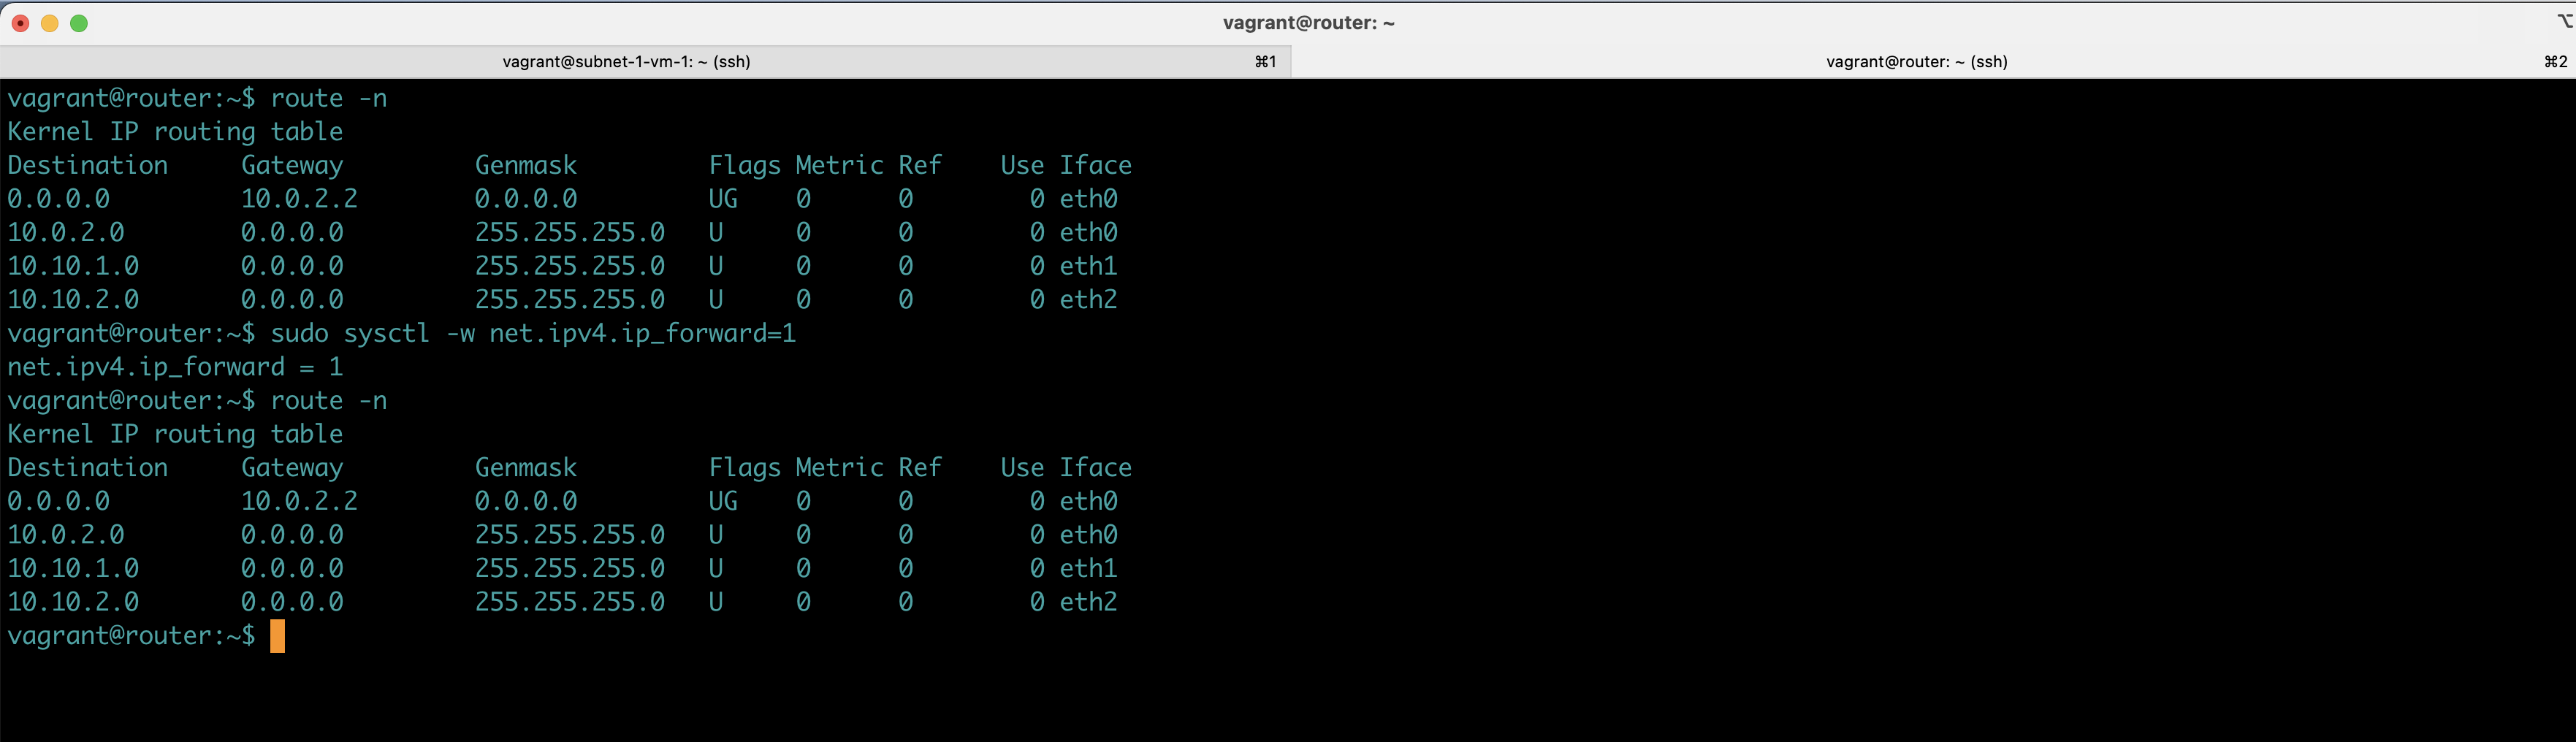 vagrant@router: ~
vagrant@subnet-1-vm-1: ~ (ssh) ⌘1 vagrant@router: ~ (ssh) ⌘2
vagrant@router:~$ route -n
Kernel IP routing table
Destination     Gateway         Genmask         Flags Metric Ref    Use Iface
0.0.0.0         10.0.2.2        0.0.0.0         UG    0      0        0 eth0
10.0.2.0        0.0.0.0         255.255.255.0   U     0      0        0 eth0
10.10.1.0       0.0.0.0         255.255.255.0   U     0      0        0 eth1
10.10.2.0       0.0.0.0         255.255.255.0   U     0      0        0 eth2
vagrant@router:~$ sudo sysctl -w net.ipv4.ip_forward=1
net.ipv4.ip_forward = 1
vagrant@router:~$ route -n
Kernel IP routing table
Destination     Gateway         Genmask         Flags Metric Ref    Use Iface
0.0.0.0         10.0.2.2        0.0.0.0         UG    0      0        0 eth0
10.0.2.0        0.0.0.0         255.255.255.0   U     0      0        0 eth0
10.10.1.0       0.0.0.0         255.255.255.0   U     0      0        0 eth1
10.10.2.0       0.0.0.0         255.255.255.0   U     0      0        0 eth2
vagrant@router:~$